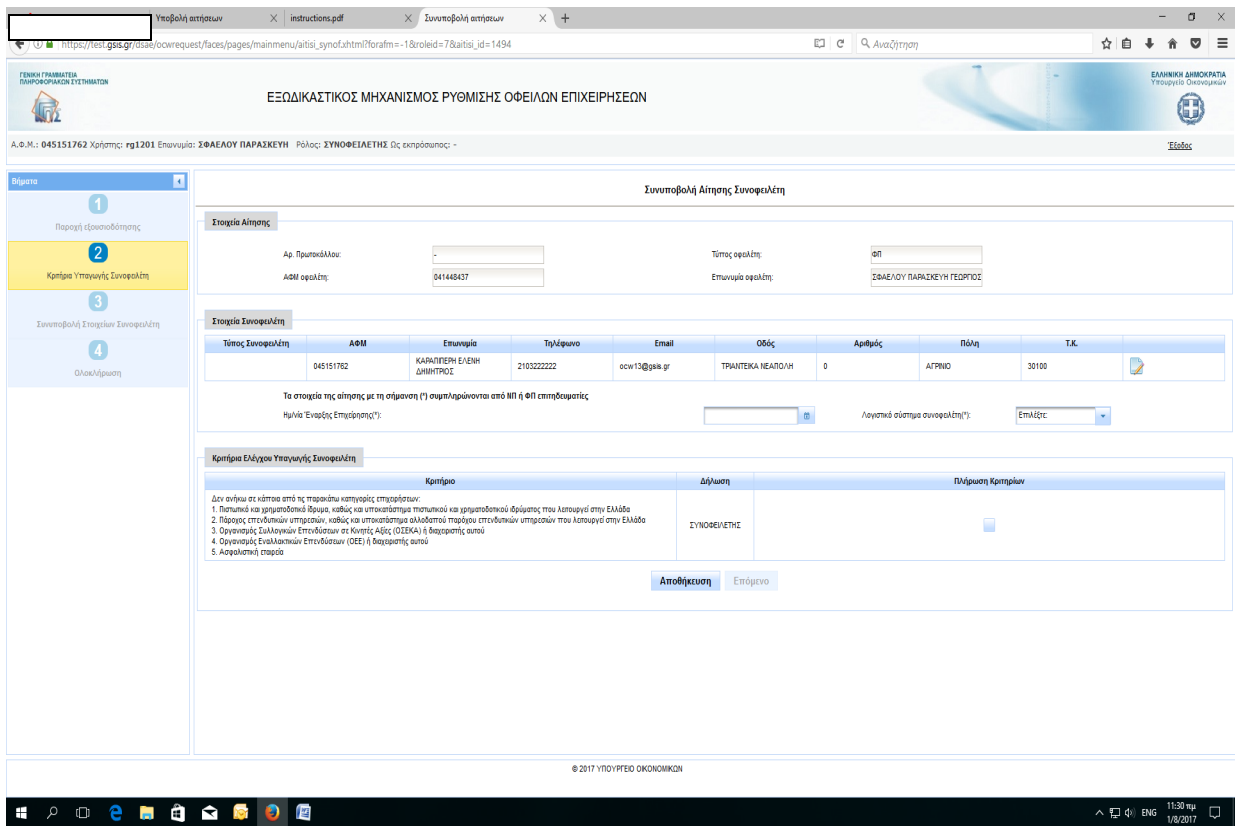 Υποβολή αιτήσεων
instructions.pdf
Συνυποβολή αιτήσεων
https://test.gsis.gr/dsae/ocwrequest/faces/pages/mainmenu/aitisi_synof.xhtml?forafm=-1&roleid=7&aitisi_id=1494
Αναζήτηση
ΓΕΝΙΚΗ ΓΡΑΜΜΑΤΕΙΑ
ΠΛΗΡΟΦΟΡΙΑΚΩΝ ΣΥΣΤΗΜΑΤΩΝ
ΕΞΩΔΙΚΑΣΤΙΚΟΣ ΜΗΧΑΝΙΣΜΟΣ ΡΥΘΜΙΣΗΣ ΟΦΕΙΛΩΝ ΕΠΙΧΕΙΡΗΣΕΩΝ
ΕΛΛΗΝΙΚΗ ΔΗΜΟΚΡΑΤΙΑ
Υπουργείο Οικονομικών
Α.Φ.Μ.: 045151762 Χρήστης: rg1201 Επωνυμία: ΣΦΑΕΛΟΥ ΠΑΡΑΣΚΕΥΗ Ρόλος: ΣΥΝΟΦΕΙΛΕΤΗΣ Ως εκπρόσωπος: -
Έξοδος
Βήματα
1
Παροχή εξουσιοδότησης
2
Κριτήρια Υπαγωγής Συνοφειλέτη
3
Συνυποβολή Στοιχείων Συνοφειλέτη
4
Ολοκλήρωση
Συνυποβολή Αίτησης Συνοφειλέτη
Στοιχεία Αίτησης
Αρ. Πρωτοκόλλου: - Τύπος οφειλέτη: ΦΠ
ΑΦΜ οφειλέτη: 041448437 Επωνυμία οφειλέτη: ΣΦΑΕΛΟΥ ΠΑΡΑΣΚΕΥΗ ΓΕΩΡΓΙΟΣ
Στοιχεία Συνοφειλέτη
Τύπος Συνοφειλέτη ΑΦΜ Επωνυμία Τηλέφωνο Email Οδός Αριθμός Πόλη Τ.Κ.
045151762 ΚΑΡΑΠΙΠΕΡΗ ΕΛΕΝΗ ΔΗΜΗΤΡΙΟΣ 2103222222 ocw13@gsis.gr ΤΡΙΑΝΤΕΙΚΑ ΝΕΑΠΟΛΗ 0 ΑΓΡΙΝΙΟ 30100
Τα στοιχεία της αίτησης με τη σήμανση (*) συμπληρώνονται από ΝΠ ή ΦΠ επιτηδευματίες
Ημ/νία Έναρξης Επιχείρησης(*): Λογιστικό σύστημα συνοφειλέτη(*): Επιλέξτε:
Κριτήρια Ελέγχου Υπαγωγής Συνοφειλέτη
Κριτήριο Δήλωση Πλήρωση Κριτηρίων
Δεν ανήκω σε κάποια από τις παρακάτω κατηγορίες επιχειρήσεων:
1. Πιστωτικό και χρηματοδοτικό ίδρυμα, καθώς και υποκατάστημα πιστωτικού και χρηματοδοτικού ιδρύματος που λειτουργεί στην Ελλάδα
2. Πάροχος επενδυτικών υπηρεσιών, καθώς και υποκατάστημα αλλοδαπού παρόχου επενδυτικών υπηρεσιών που λειτουργεί στην Ελλάδα
3. Οργανισμός Συλλογικών Επενδύσεων σε Κινητές Αξίες (ΟΣΕΚΑ) ή διαχειριστής αυτού
4. Οργανισμός Εναλλακτικών Επενδύσεων (ΟΕΕ) ή διαχειριστής αυτού
5. Ασφαλιστική εταιρεία
ΣΥΝΟΦΕΙΛΕΤΗΣ
Αποθήκευση Επόμενο
© 2017 ΥΠΟΥΡΓΕΙΟ ΟΙΚΟΝΟΜΙΚΩΝ
ENG
11:30 πμ
1/8/2017